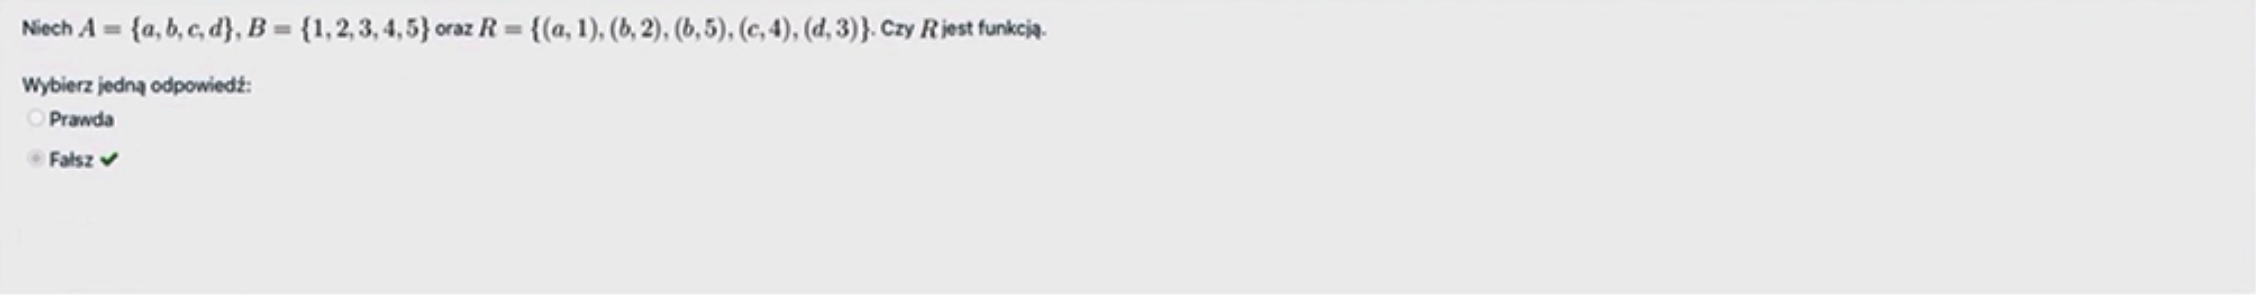 Niech A = {a, b, c, d}, B = {1, 2, 3, 4, 5} oraz R = {(a, 1), (b, 2), (b, 5), (c, 4), (d, 3)}. Czy R jest funkcją.
Wybierz jedną odpowiedź:
Prawda
Fałsz ✔